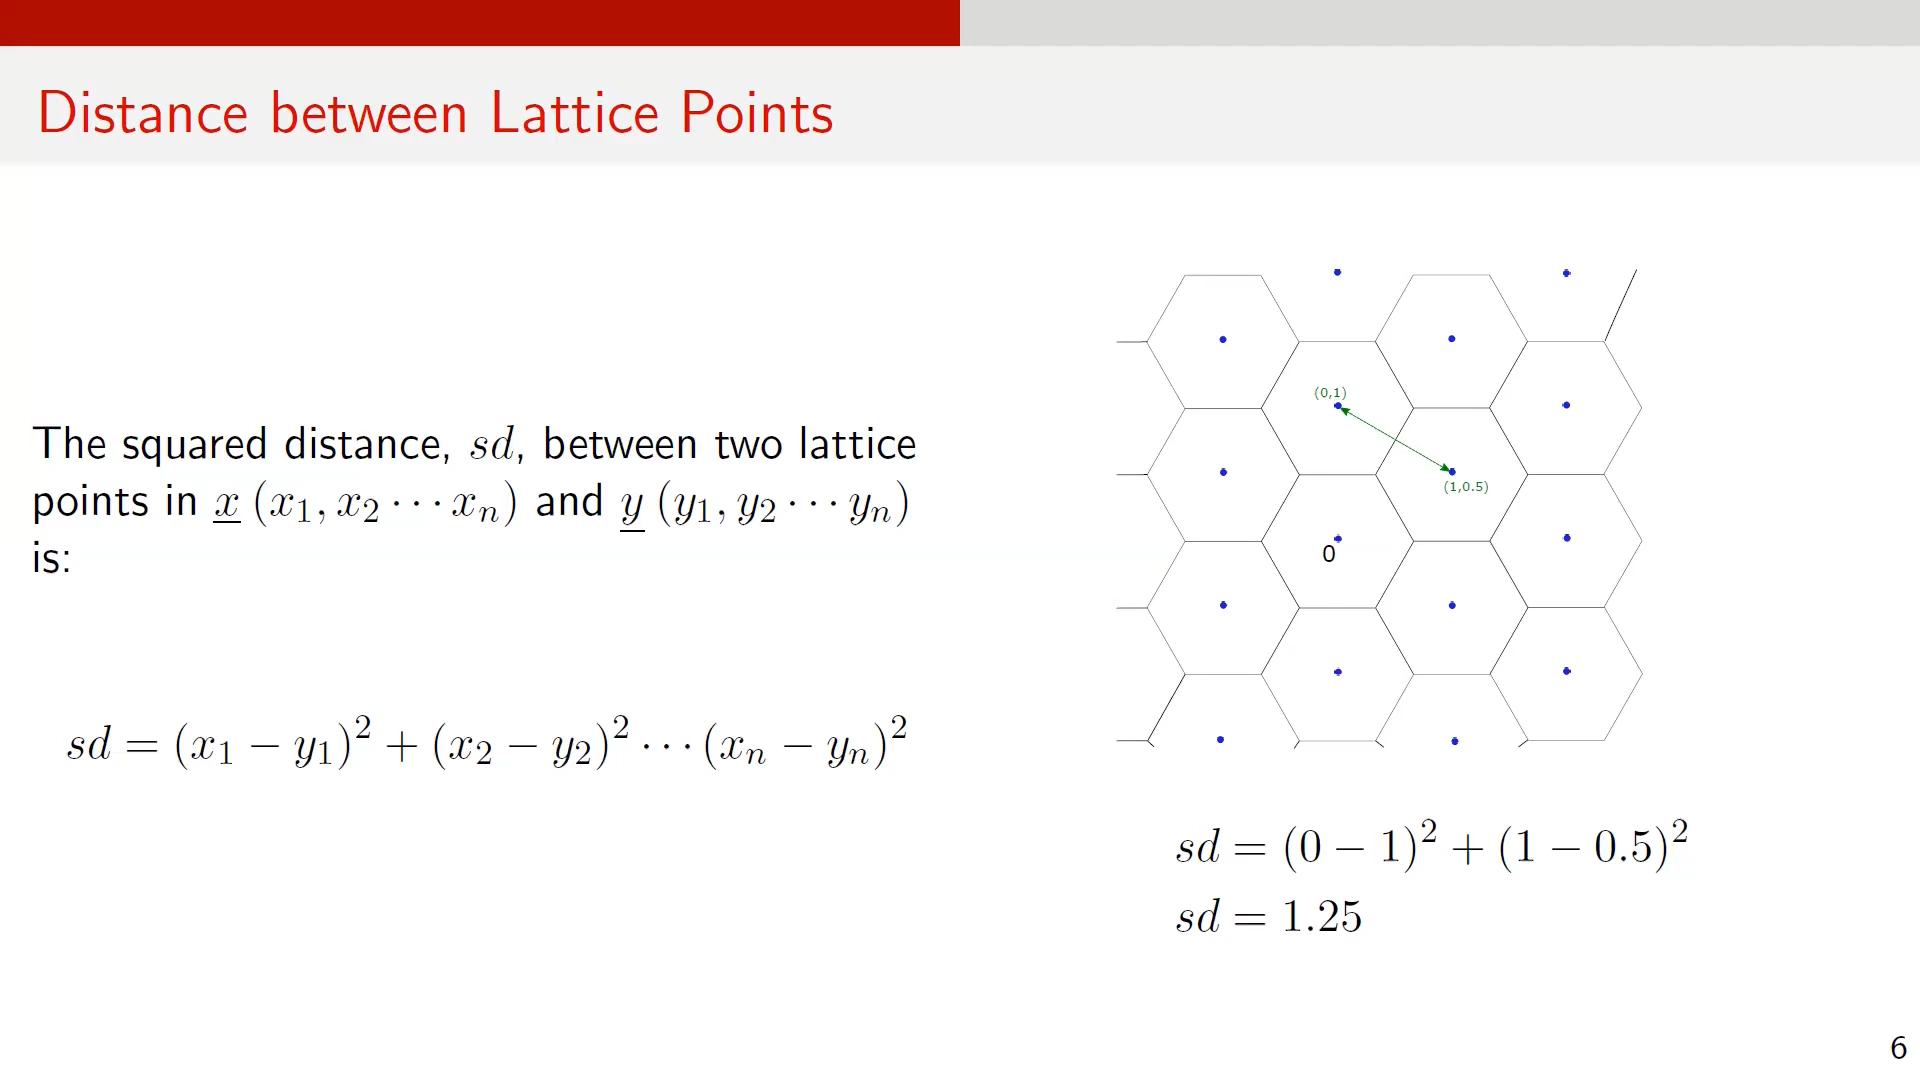 Distance between Lattice Points
The squared distance, sd, between two lattice
points in x (x₁, x₂ ⋯ xₙ) and y (y₁, y₂ ⋯ yₙ)
is:
sd = (x₁ − y₁)² + (x₂ − y₂)² ⋯ (xₙ − yₙ)²
(0,1)
(1,0.5)
0
sd = (0 − 1)² + (1 − 0.5)²
sd = 1.25
6